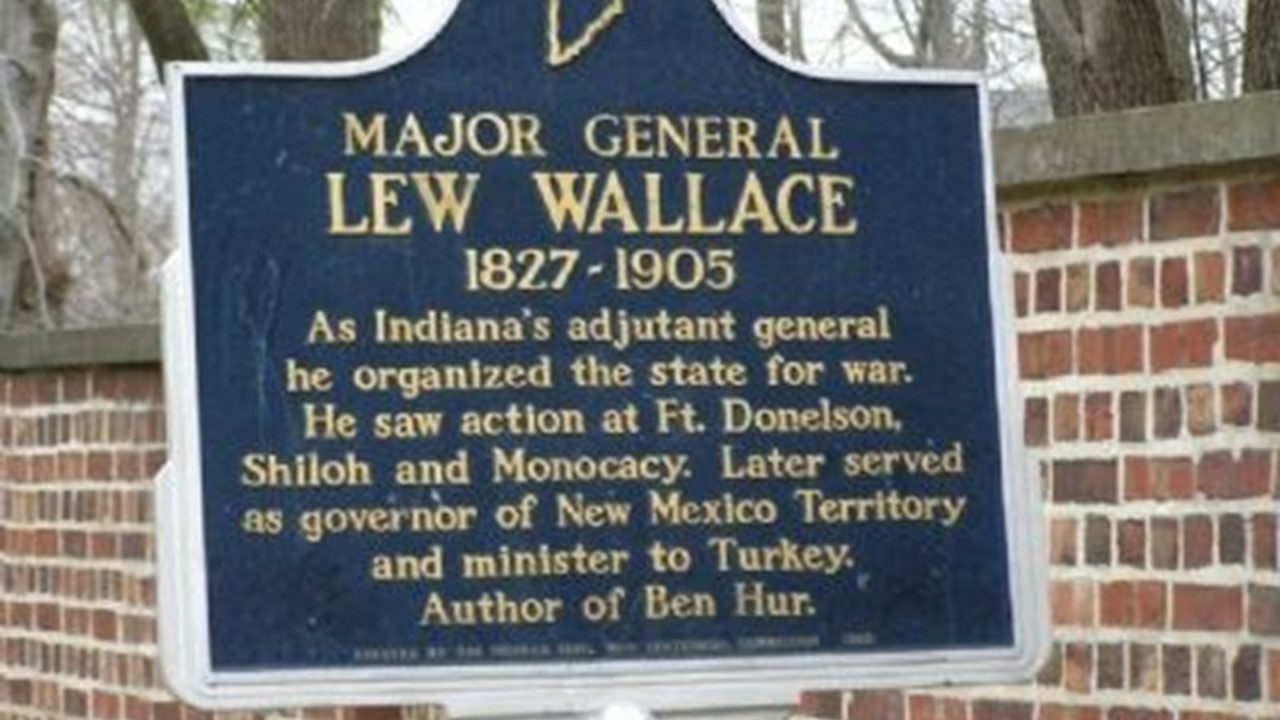 MAJOR GENERAL
LEW WALLACE
1827-1905
As Indiana's adjutant general
he organized the state for war.
He saw action at Ft. Donelson,
Shiloh and Monocacy. Later served
as governor of New Mexico Territory
and minister to Turkey.
Author of Ben Hur.